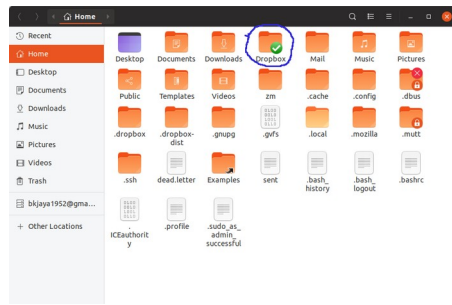 Home
Recent
Home
Desktop
Documents
Downloads
Music
Pictures
Videos
Trash
bkjaya1952@gma...
+ Other Locations
Desktop
Documents
Downloads
Dropbox
Mail
Music
Pictures
Public
Templates
Videos
zm
.cache
.config
.dbus
.dropbox
.dropbox-
dist
.gnupg
.gvfs
.local
.mozilla
.mutt
.ssh
dead.letter
Examples
sent
.bash_
history
.bash_
logout
.bashrc
.
ICEauthorit
y
.profile
.sudo_as_
admin_
successful